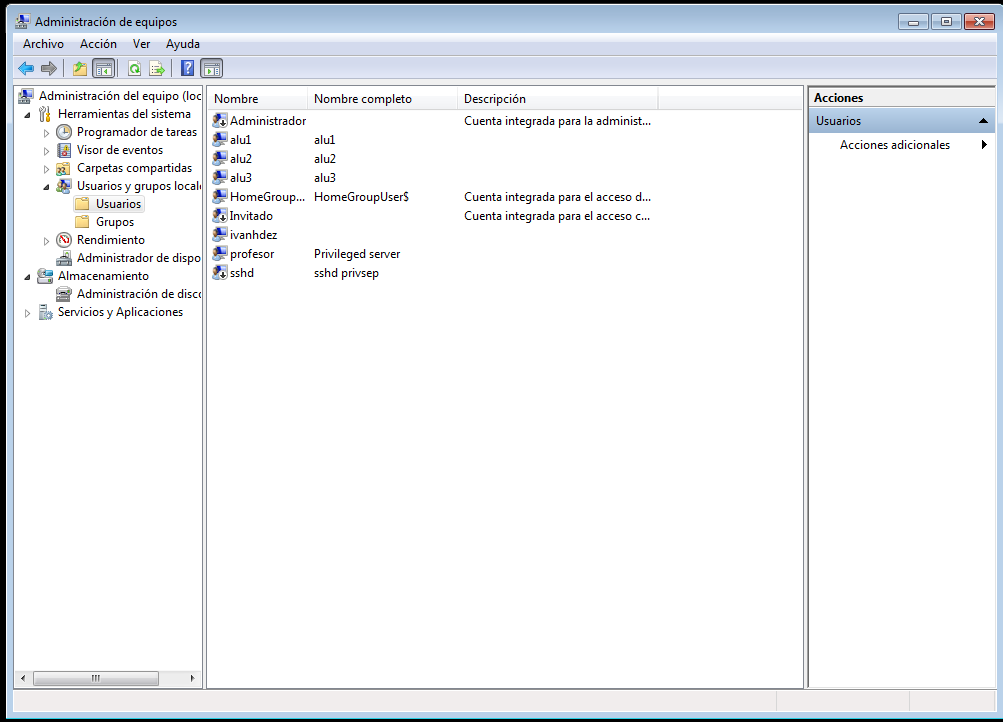 Administración de equipos
Archivo Acción Ver Ayuda
Administración del equipo (loc
Herramientas del sistema
Programador de tareas
Visor de eventos
Carpetas compartidas
Usuarios y grupos locale
Usuarios
Grupos
Rendimiento
Administrador de dispo
Almacenamiento
Administración de disco
Servicios y Aplicaciones
Nombre Nombre completo Descripción
Administrador Cuenta integrada para la administ...
alu1 alu1
alu2 alu2
alu3 alu3
HomeGroup... HomeGroupUser$ Cuenta integrada para el acceso d...
Invitado Cuenta integrada para el acceso c...
ivanhdez
profesor Privileged server
sshd sshd privsep
Acciones
Usuarios
Acciones adicionales